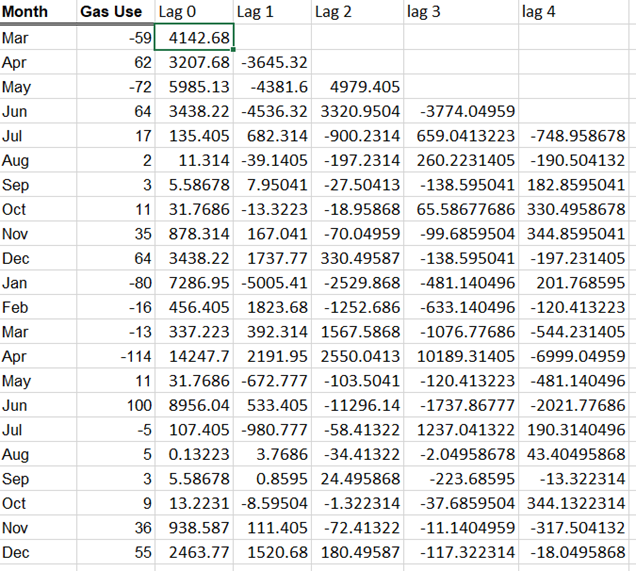 Month Gas Use Lag 0 Lag 1 Lag 2 lag 3 lag 4
Mar -59 4142.68
Apr 62 3207.68 -3645.32
May -72 5985.13 -4381.6 4979.405
Jun 64 3438.22 -4536.32 3320.9504 -3774.04959
Jul 17 135.405 682.314 -900.2314 659.0413223 -748.958678
Aug 2 11.314 -39.1405 -197.2314 260.2231405 -190.504132
Sep 3 5.58678 7.95041 -27.50413 -138.595041 182.8595041
Oct 11 31.7686 -13.3223 -18.95868 65.58677686 330.4958678
Nov 35 878.314 167.041 -70.04959 -99.6859504 344.8595041
Dec 64 3438.22 1737.77 330.49587 -138.595041 -197.231405
Jan -80 7286.95 -5005.41 -2529.868 -481.140496 201.768595
Feb -16 456.405 1823.68 -1252.686 -633.140496 -120.413223
Mar -13 337.223 392.314 1567.5868 -1076.77686 -544.231405
Apr -114 14247.7 2191.95 2550.0413 10189.31405 -6999.04959
May 11 31.7686 -672.777 -103.5041 -120.413223 -481.140496
Jun 100 8956.04 533.405 -11296.14 -1737.86777 -2021.77686
Jul -5 107.405 -980.777 -58.41322 1237.041322 190.3140496
Aug 5 0.13223 3.7686 -34.41322 -2.04958678 43.40495868
Sep 3 5.58678 0.8595 24.495868 -223.68595 -13.322314
Oct 9 13.2231 -8.59504 -1.322314 -37.6859504 344.1322314
Nov 36 938.587 111.405 -72.41322 -11.1404959 -317.504132
Dec 55 2463.77 1520.68 180.49587 -117.322314 -18.0495868